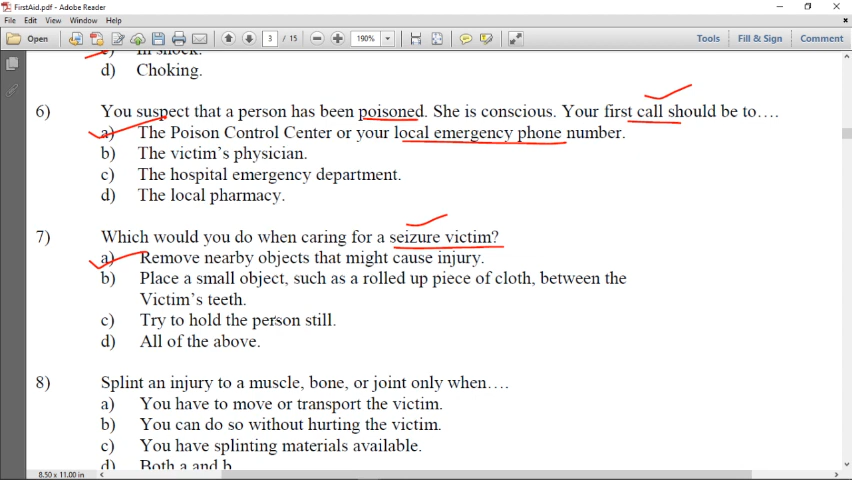 FirstAid.pdf - Adobe Reader
File Edit View Window Help
Open 3 / 15 190% Tools Fill & Sign Comment
c) In shock.
d) Choking.
6) You suspect that a person has been poisoned. She is conscious. Your first call should be to….
a) The Poison Control Center or your local emergency phone number.
b) The victim’s physician.
c) The hospital emergency department.
d) The local pharmacy.
7) Which would you do when caring for a seizure victim?
a) Remove nearby objects that might cause injury.
b) Place a small object, such as a rolled up piece of cloth, between the
Victim’s teeth.
c) Try to hold the person still.
d) All of the above.
8) Splint an injury to a muscle, bone, or joint only when….
a) You have to move or transport the victim.
b) You can do so without hurting the victim.
c) You have splinting materials available.
d) Both a and b
8.50 x 11.00 in